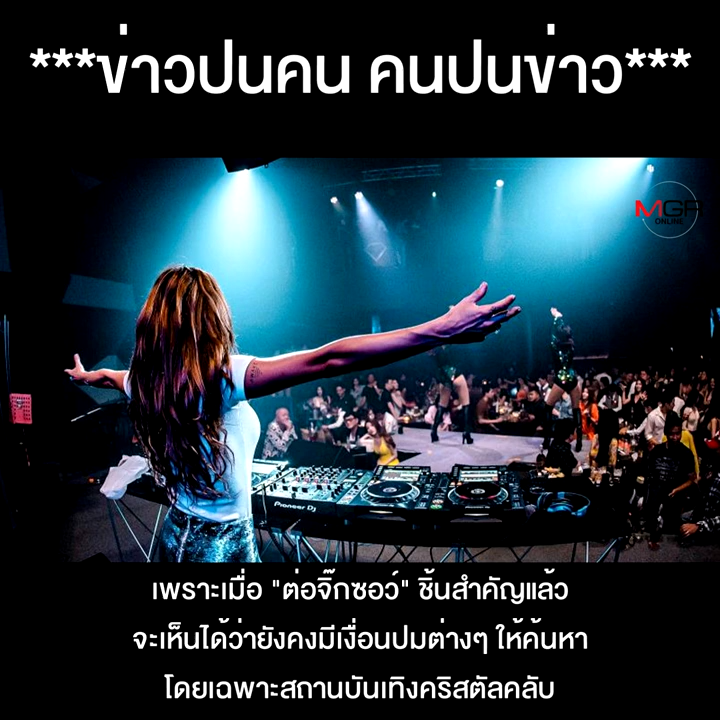 ***ข่าวปนคน คนปนข่าว***
MGR
ONLINE
Pioneer Dj
เพราะเมื่อ "ต่อจิ๊กซอว์" ชิ้นสำคัญแล้ว
จะเห็นได้ว่ายังคงมีเงื่อนปมต่างๆ ให้ค้นหา
โดยเฉพาะสถานบันเทิงคริสตัลคลับ